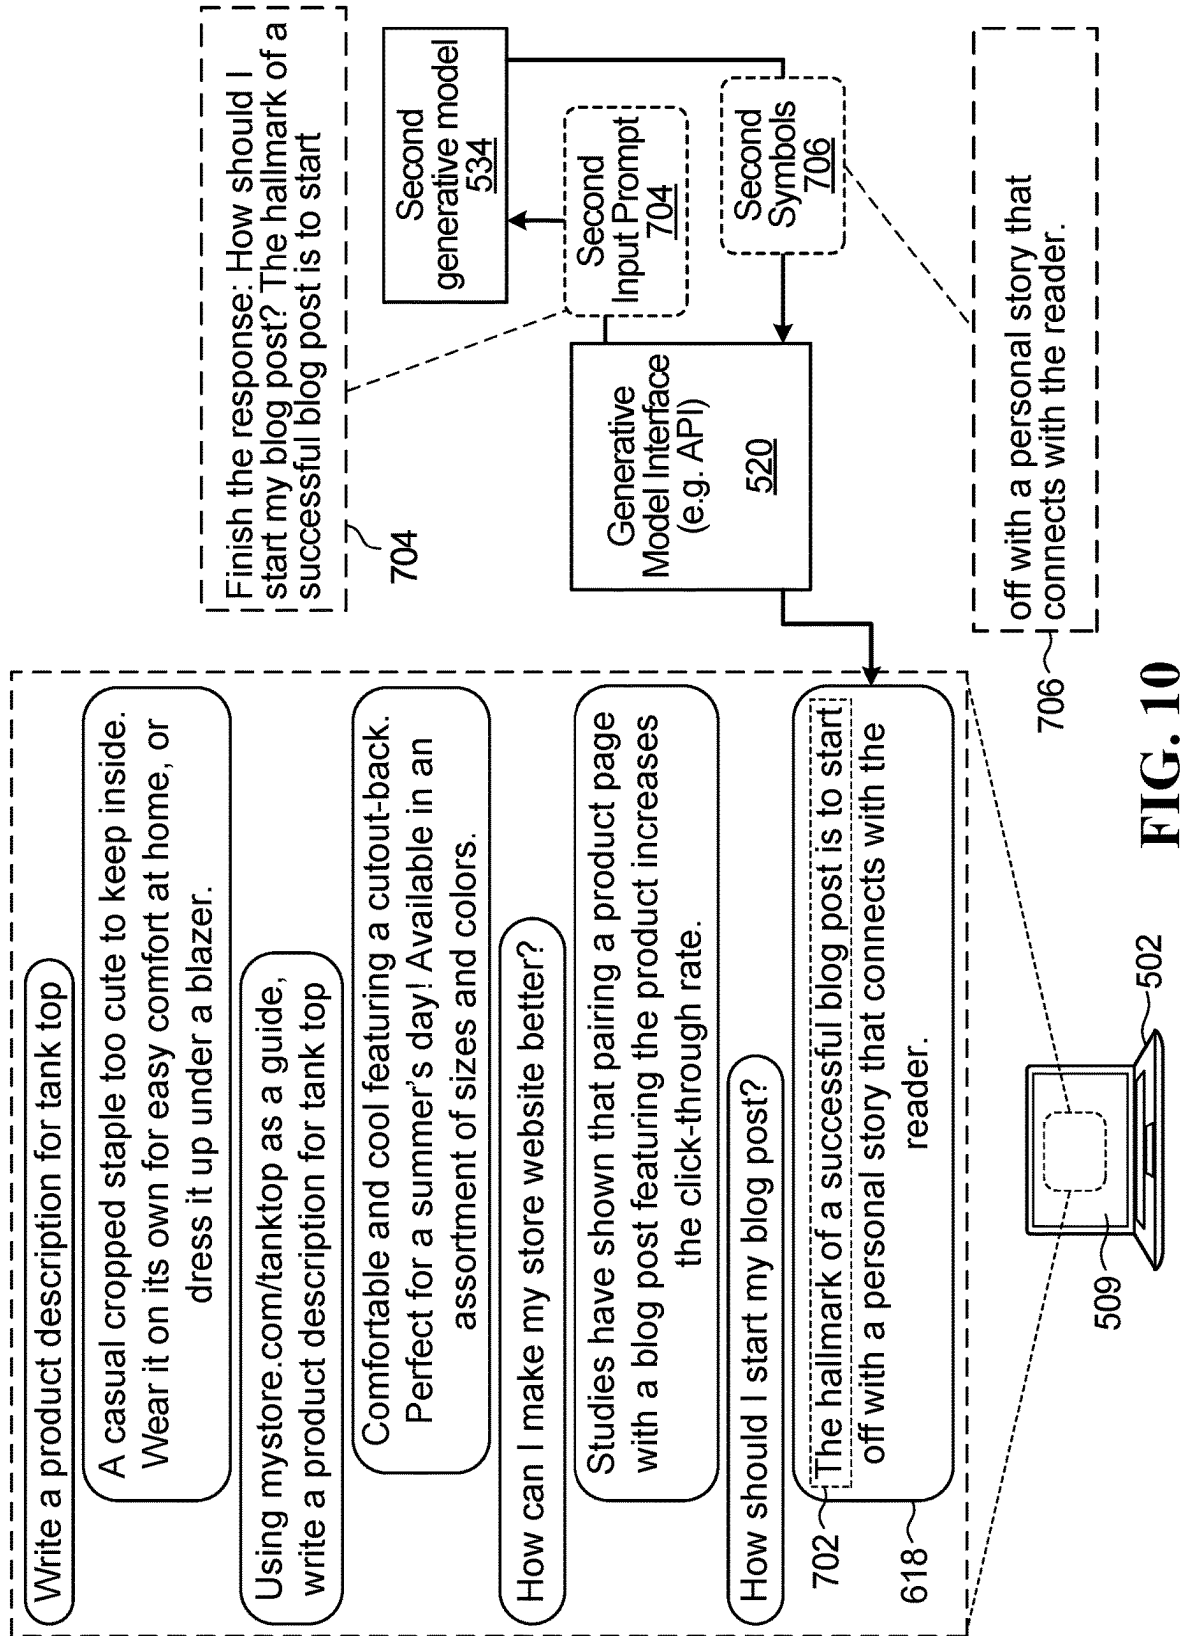 Write a product description for tank top
A casual cropped staple too cute to keep inside.
Wear it on its own for easy comfort at home, or
dress it up under a blazer.
Using mystore.com/tanktop as a guide,
write a product description for tank top
Comfortable and cool featuring a cutout-back.
Perfect for a summer's day! Available in an
assortment of sizes and colors.
How can I make my store website better?
Studies have shown that pairing a product page
with a blog post featuring the product increases
the click-through rate.
How should I start my blog post?
702
The hallmark of a successful blog post is to start
off with a personal story that connects with the
reader.
618
509
502
Finish the response: How should I
start my blog post? The hallmark of a
successful blog post is to start
704
Second
generative model
534
Second
Input Prompt
704
Generative
Model Interface
(e.g. API)
520
Second
Symbols
706
off with a personal story that
connects with the reader.
706
FIG. 10